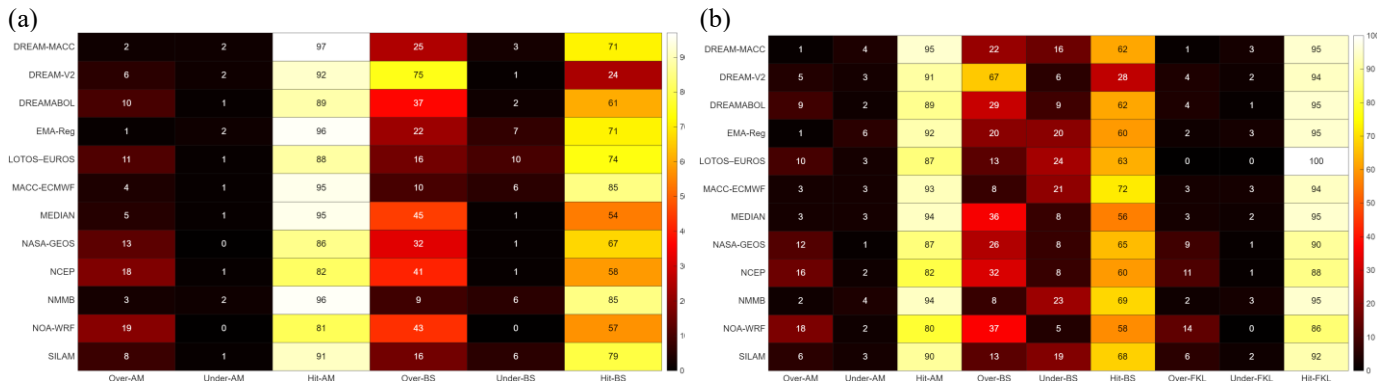 (a)
DREAM-MACC 2 2 97 25 3 71
DREAM-V2 6 2 92 75 1 24
DREAMABOL 10 1 89 37 2 61
EMA-Reg 1 2 96 22 7 71
LOTOS–EUROS 11 1 88 16 10 74
MACC-ECMWF 4 1 95 10 6 85
MEDIAN 5 1 95 45 1 54
NASA-GEOS 13 0 86 32 1 67
NCEP 18 1 82 41 1 58
NMMB 3 2 96 9 6 85
NOA-WRF 19 0 81 43 0 57
SILAM 8 1 91 16 6 79
Over-AM Under-AM Hit-AM Over-BS Under-BS Hit-BS
9
8
7
6
5
4
3
2
1
0
(b)
DREAM-MACC 1 4 95 22 16 62 1 3 95
DREAM-V2 5 3 91 67 6 28 4 2 94
DREAMABOL 9 2 89 29 9 62 4 1 95
EMA-Reg 1 6 92 20 20 60 2 3 95
LOTOS–EUROS 10 3 87 13 24 63 0 0 100
MACC-ECMWF 3 3 93 8 21 72 3 3 94
MEDIAN 3 3 94 36 8 56 3 2 95
NASA-GEOS 12 1 87 26 8 65 9 1 90
NCEP 16 2 82 32 8 60 11 1 88
NMMB 2 4 94 8 23 69 2 3 95
NOA-WRF 18 2 80 37 5 58 14 0 86
SILAM 6 3 90 13 19 68 6 2 92
Over-AM Under-AM Hit-AM Over-BS Under-BS Hit-BS Over-FKL Under-FKL Hit-FKL
100
90
80
70
60
50
40
30
20
10
0